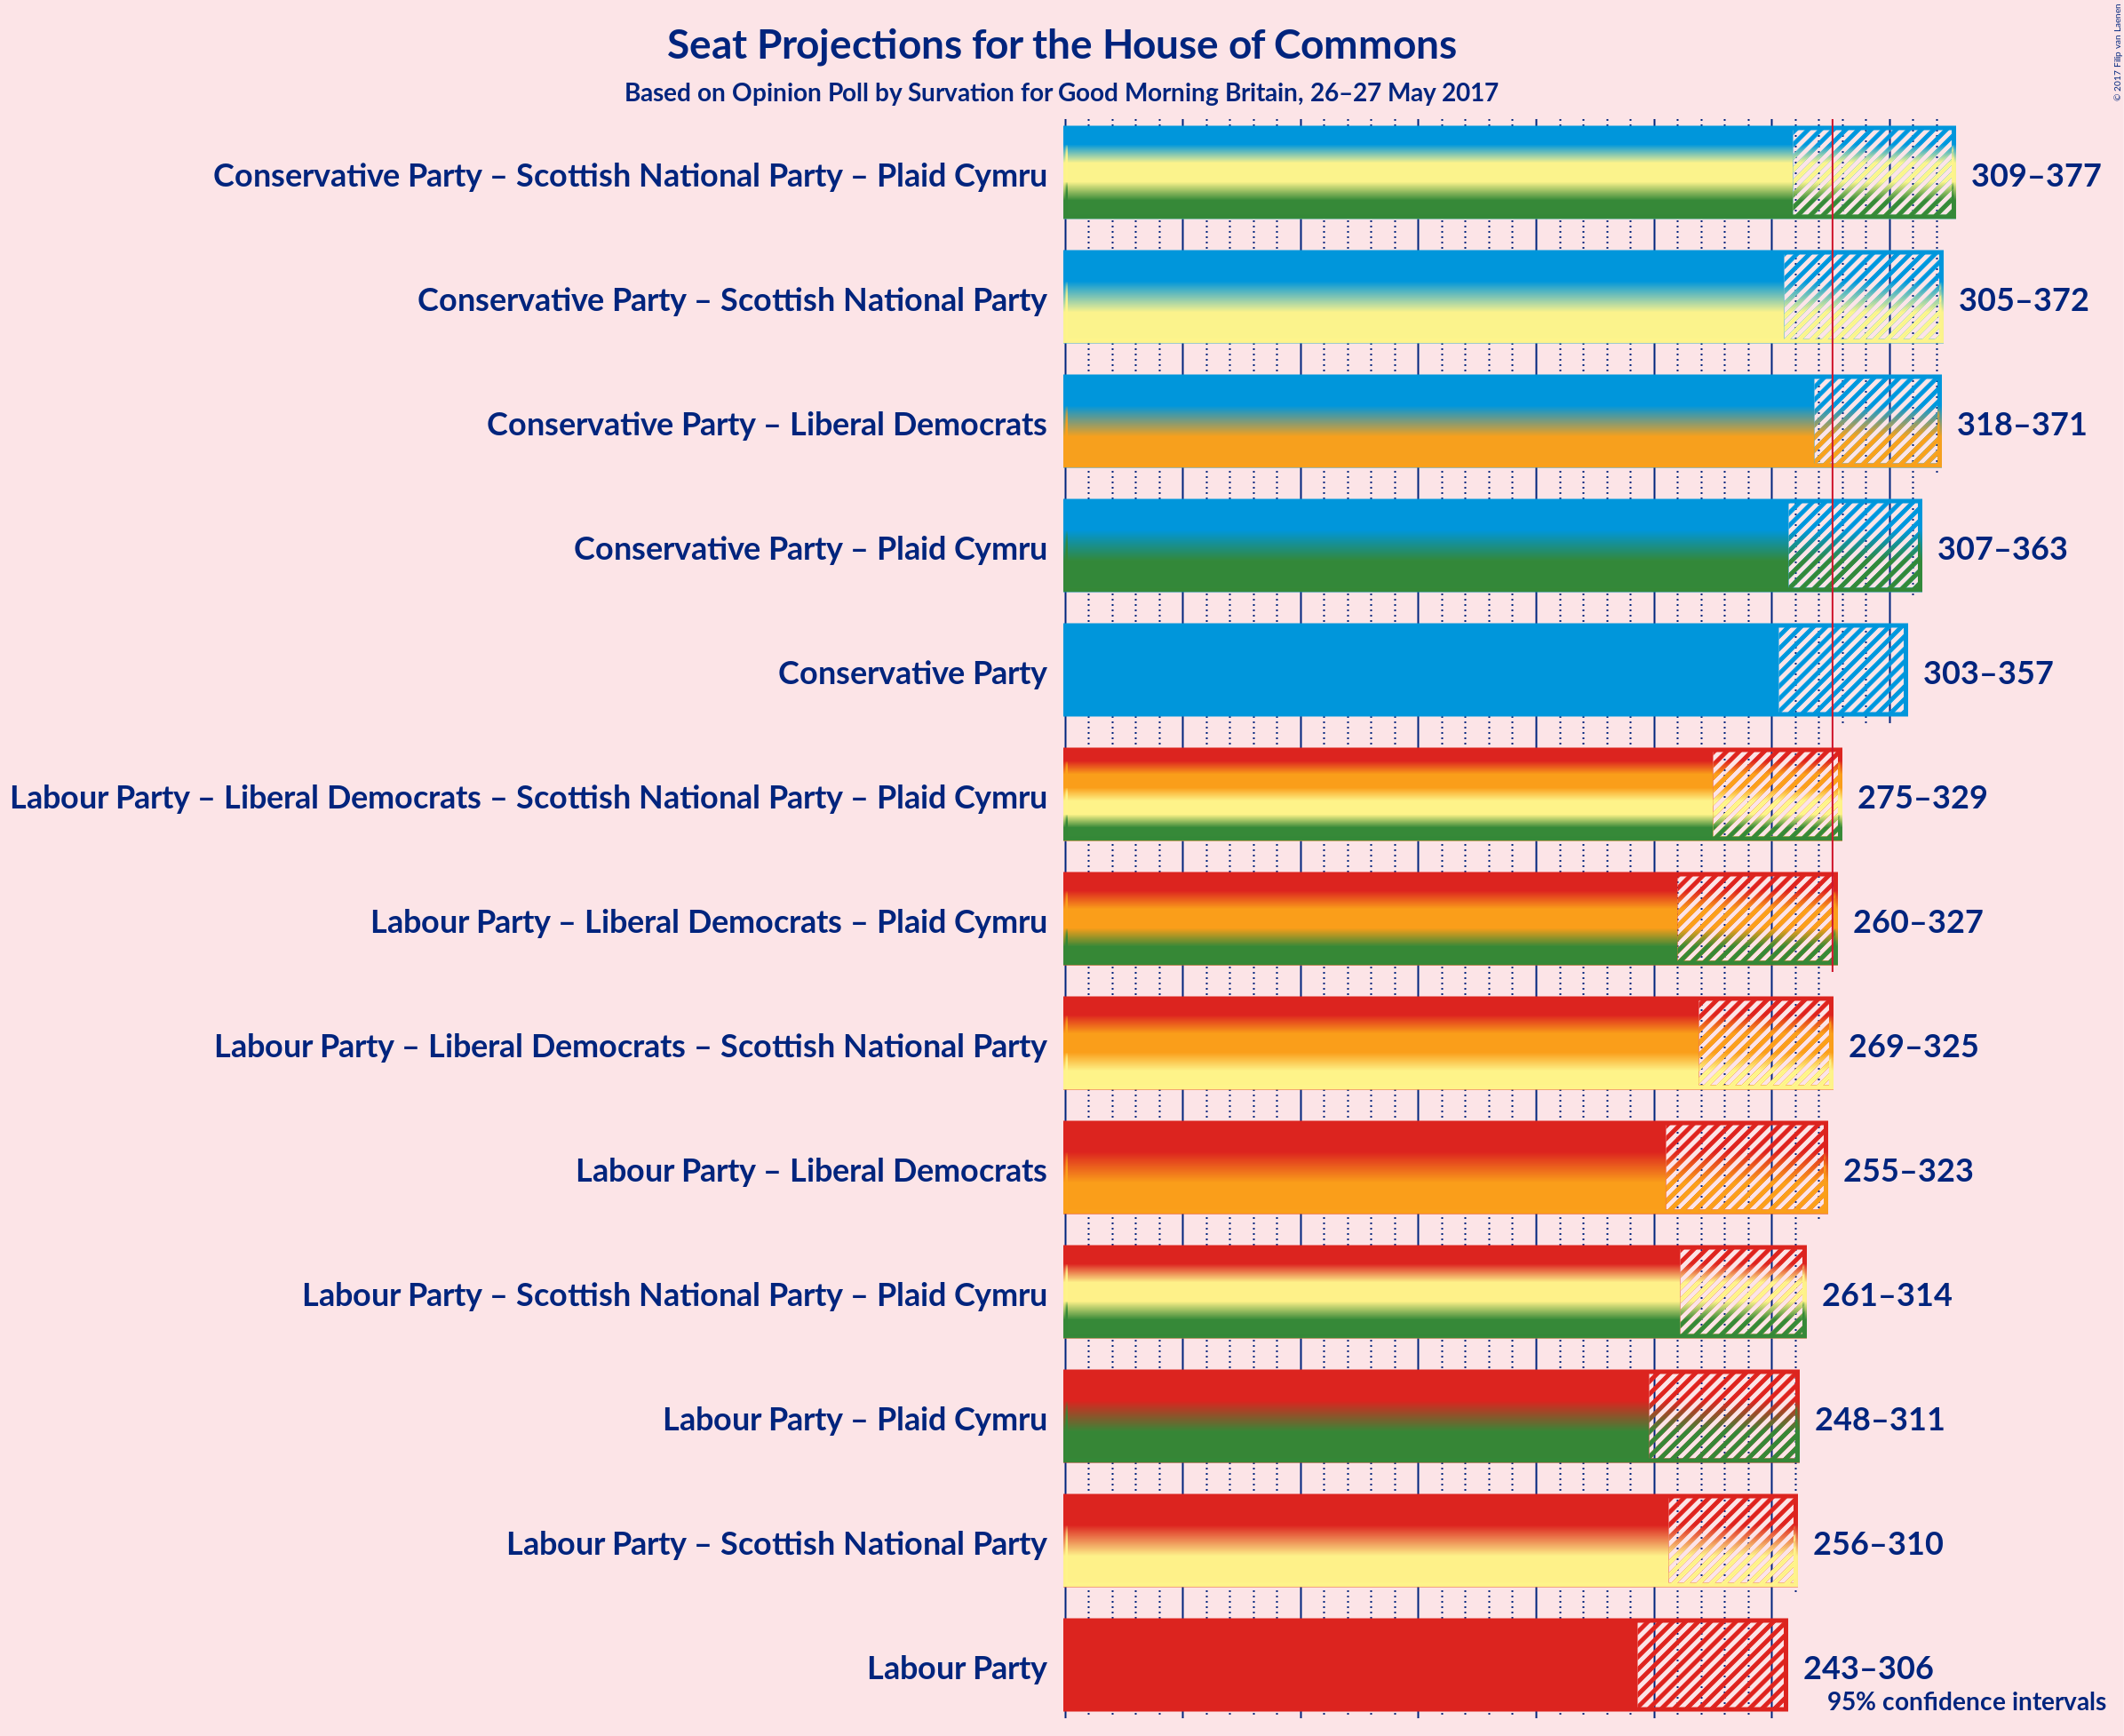 Seat Projections for the House of Commons
Based on Opinion Poll by Survation for Good Morning Britain, 26–27 May 2017
© 2017 Filip van Laenen
Conservative Party – Scottish National Party – Plaid Cymru 309–377
Conservative Party – Scottish National Party 305–372
Conservative Party – Liberal Democrats 318–371
Conservative Party – Plaid Cymru 307–363
Conservative Party 303–357
Labour Party – Liberal Democrats – Scottish National Party – Plaid Cymru 275–329
Labour Party – Liberal Democrats – Plaid Cymru 260–327
Labour Party – Liberal Democrats – Scottish National Party 269–325
Labour Party – Liberal Democrats 255–323
Labour Party – Scottish National Party – Plaid Cymru 261–314
Labour Party – Plaid Cymru 248–311
Labour Party – Scottish National Party 256–310
Labour Party 243–306
95% confidence intervals